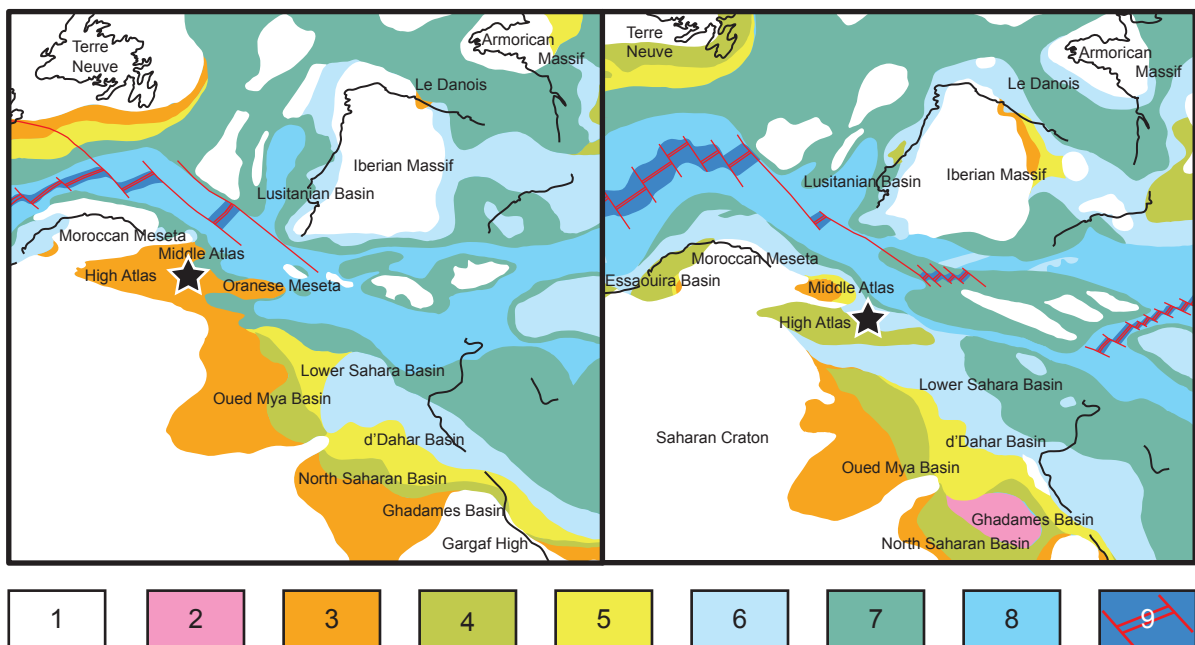 Terre
Neuve
Armorican
Massif
Le Danois
Iberian Massif
Lusitanian Basin
Moroccan Meseta
Middle Atlas
High Atlas
Oranese Meseta
Lower Sahara Basin
Oued Mya Basin
d'Dahar Basin
North Saharan Basin
Ghadames Basin
Gargaf High
Terre
Neuve
Armorican
Massif
Le Danois
Iberian Massif
Lusitanian Basin
Moroccan Meseta
Essaouira Basin
Middle Atlas
High Atlas
Lower Sahara Basin
Saharan Craton
d'Dahar Basin
Oued Mya Basin
Ghadames Basin
North Saharan Basin
1 2 3 4 5 6 7 8 9